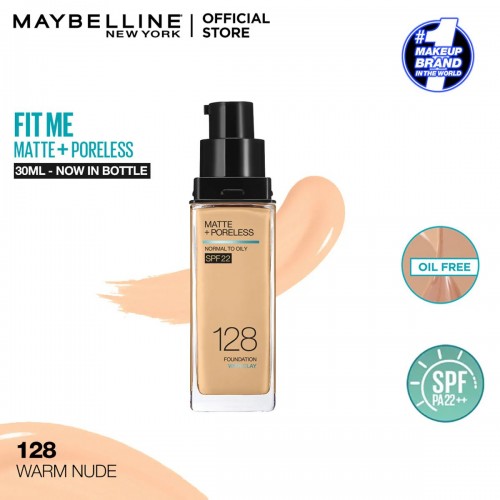 MAYBELLINE
NEW YORK
OFFICIAL
STORE
#1
MAKEUP
BRAND
IN THE WORLD
FIT ME
MATTE + PORELESS
30ML - NOW IN BOTTLE
MATTE
+ PORELESS
NORMAL TO OILY
SPF 22
128
FOUNDATION
OIL FREE
SPF
PA22++
128
WARM NUDE